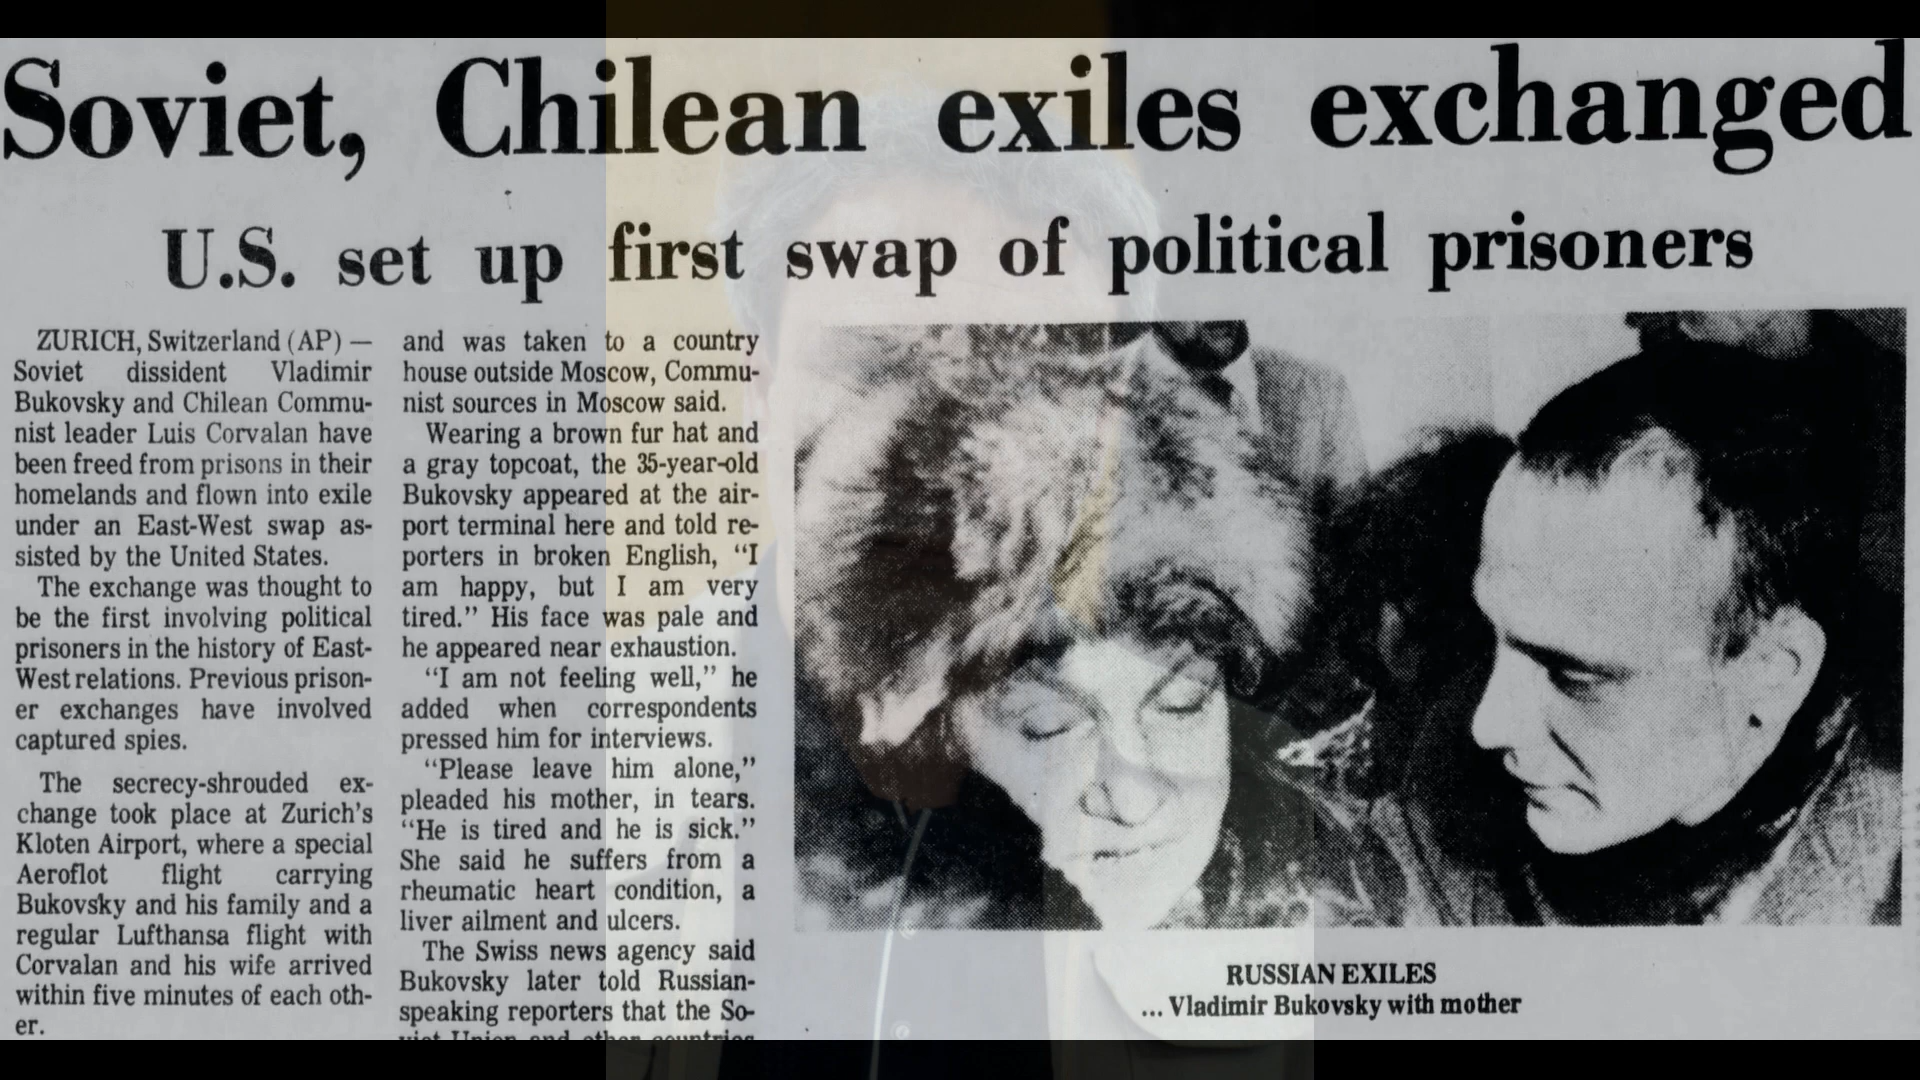 Soviet, Chilean exiles exchanged
U.S. set up first swap of political prisoners
ZURICH, Switzerland (AP) —
Soviet dissident Vladimir
Bukovsky and Chilean Commu-
nist leader Luis Corvalan have
been freed from prisons in their
homelands and flown into exile
under an East-West swap as-
sisted by the United States.
The exchange was thought to
be the first involving political
prisoners in the history of East-
West relations. Previous prison-
er exchanges have involved
captured spies.
The secrecy-shrouded ex-
change took place at Zurich's
Kloten Airport, where a special
Aeroflot flight carrying
Bukovsky and his family and a
regular Lufthansa flight with
Corvalan and his wife arrived
within five minutes of each oth-
er.
and was taken to a country
house outside Moscow, Commu-
nist sources in Moscow said.
Wearing a brown fur hat and
a gray topcoat, the 35-year-old
Bukovsky appeared at the air-
port terminal here and told re-
porters in broken English, “I
am happy, but I am very
tired.” His face was pale and
he appeared near exhaustion.
“I am not feeling well,” he
added when correspondents
pressed him for interviews.
“Please leave him alone,”
pleaded his mother, in tears.
“He is tired and he is sick.”
She said he suffers from a
rheumatic heart condition, a
liver ailment and ulcers.
The Swiss news agency said
Bukovsky later told Russian-
speaking reporters that the So-
viet Union and other countries
RUSSIAN EXILES
... Vladimir Bukovsky with mother